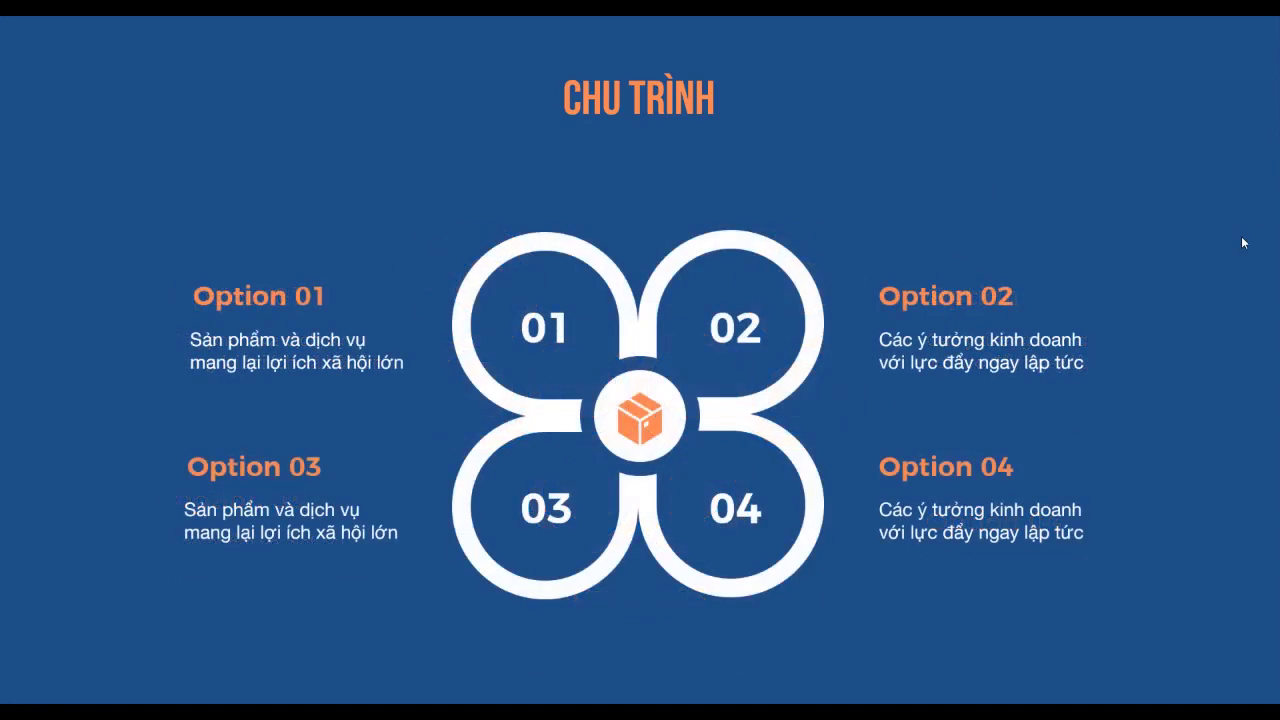 CHU TRÌNH
Option 01
Sản phẩm và dịch vụ
mang lại lợi ích xã hội lớn
01
02
Option 02
Các ý tưởng kinh doanh
với lực đẩy ngay lập tức
Option 03
Sản phẩm và dịch vụ
mang lại lợi ích xã hội lớn
03
04
Option 04
Các ý tưởng kinh doanh
với lực đẩy ngay lập tức